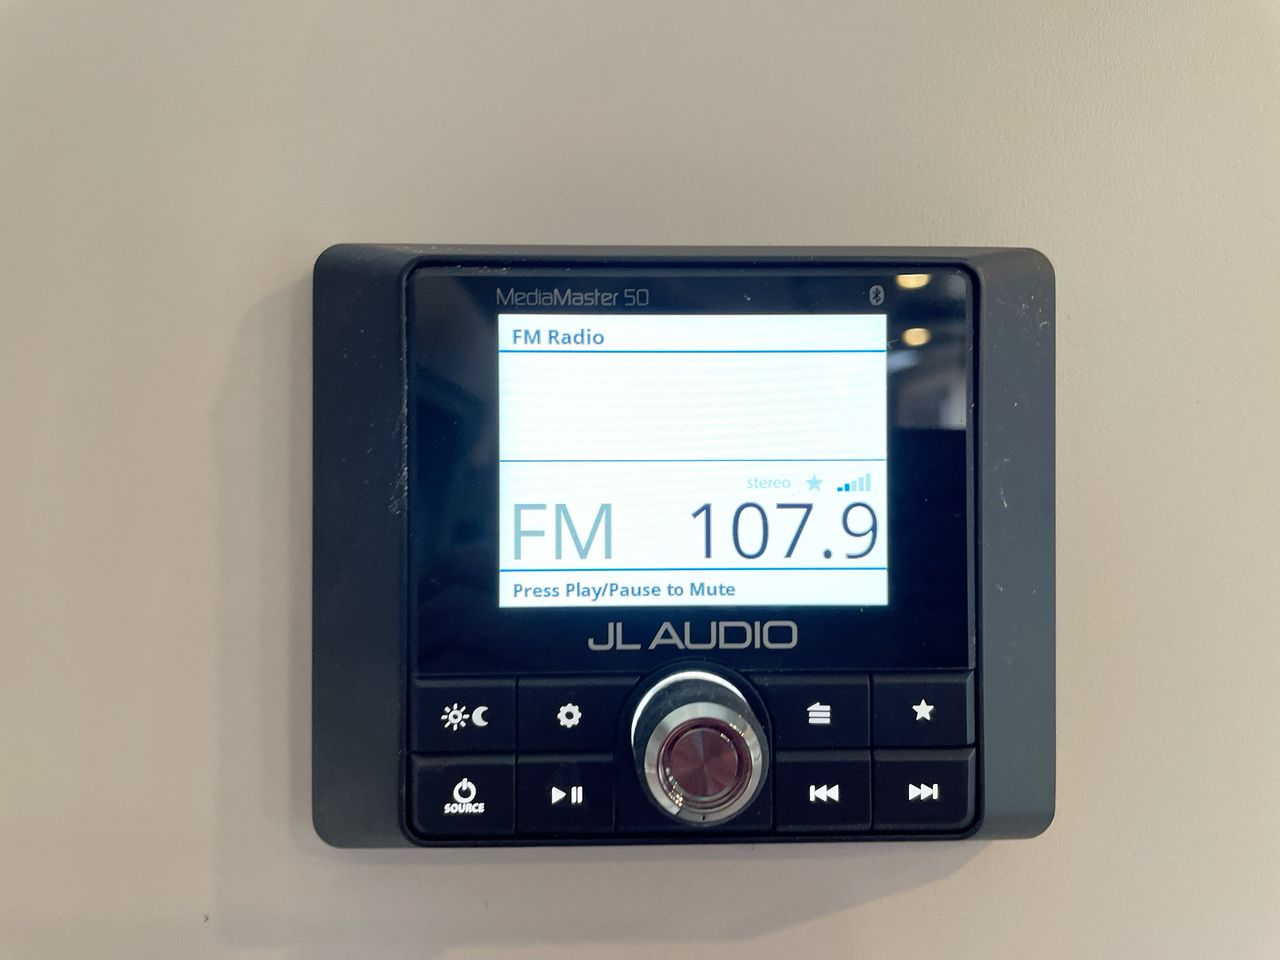 MediaMaster 50
FM Radio
stereo
FM 107.9
Press Play/Pause to Mute
JL AUDIO
SOURCE